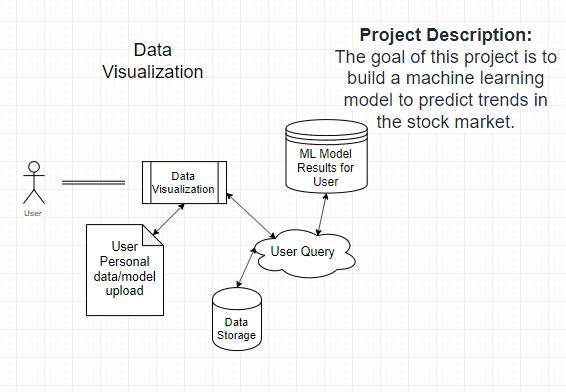 Data
Visualization
Project Description:
The goal of this project is to
build a machine learning
model to predict trends in
the stock market.
ML Model
Results for
User
Data
Visualization
User
User
Personal
data/model
upload
User Query
Data
Storage